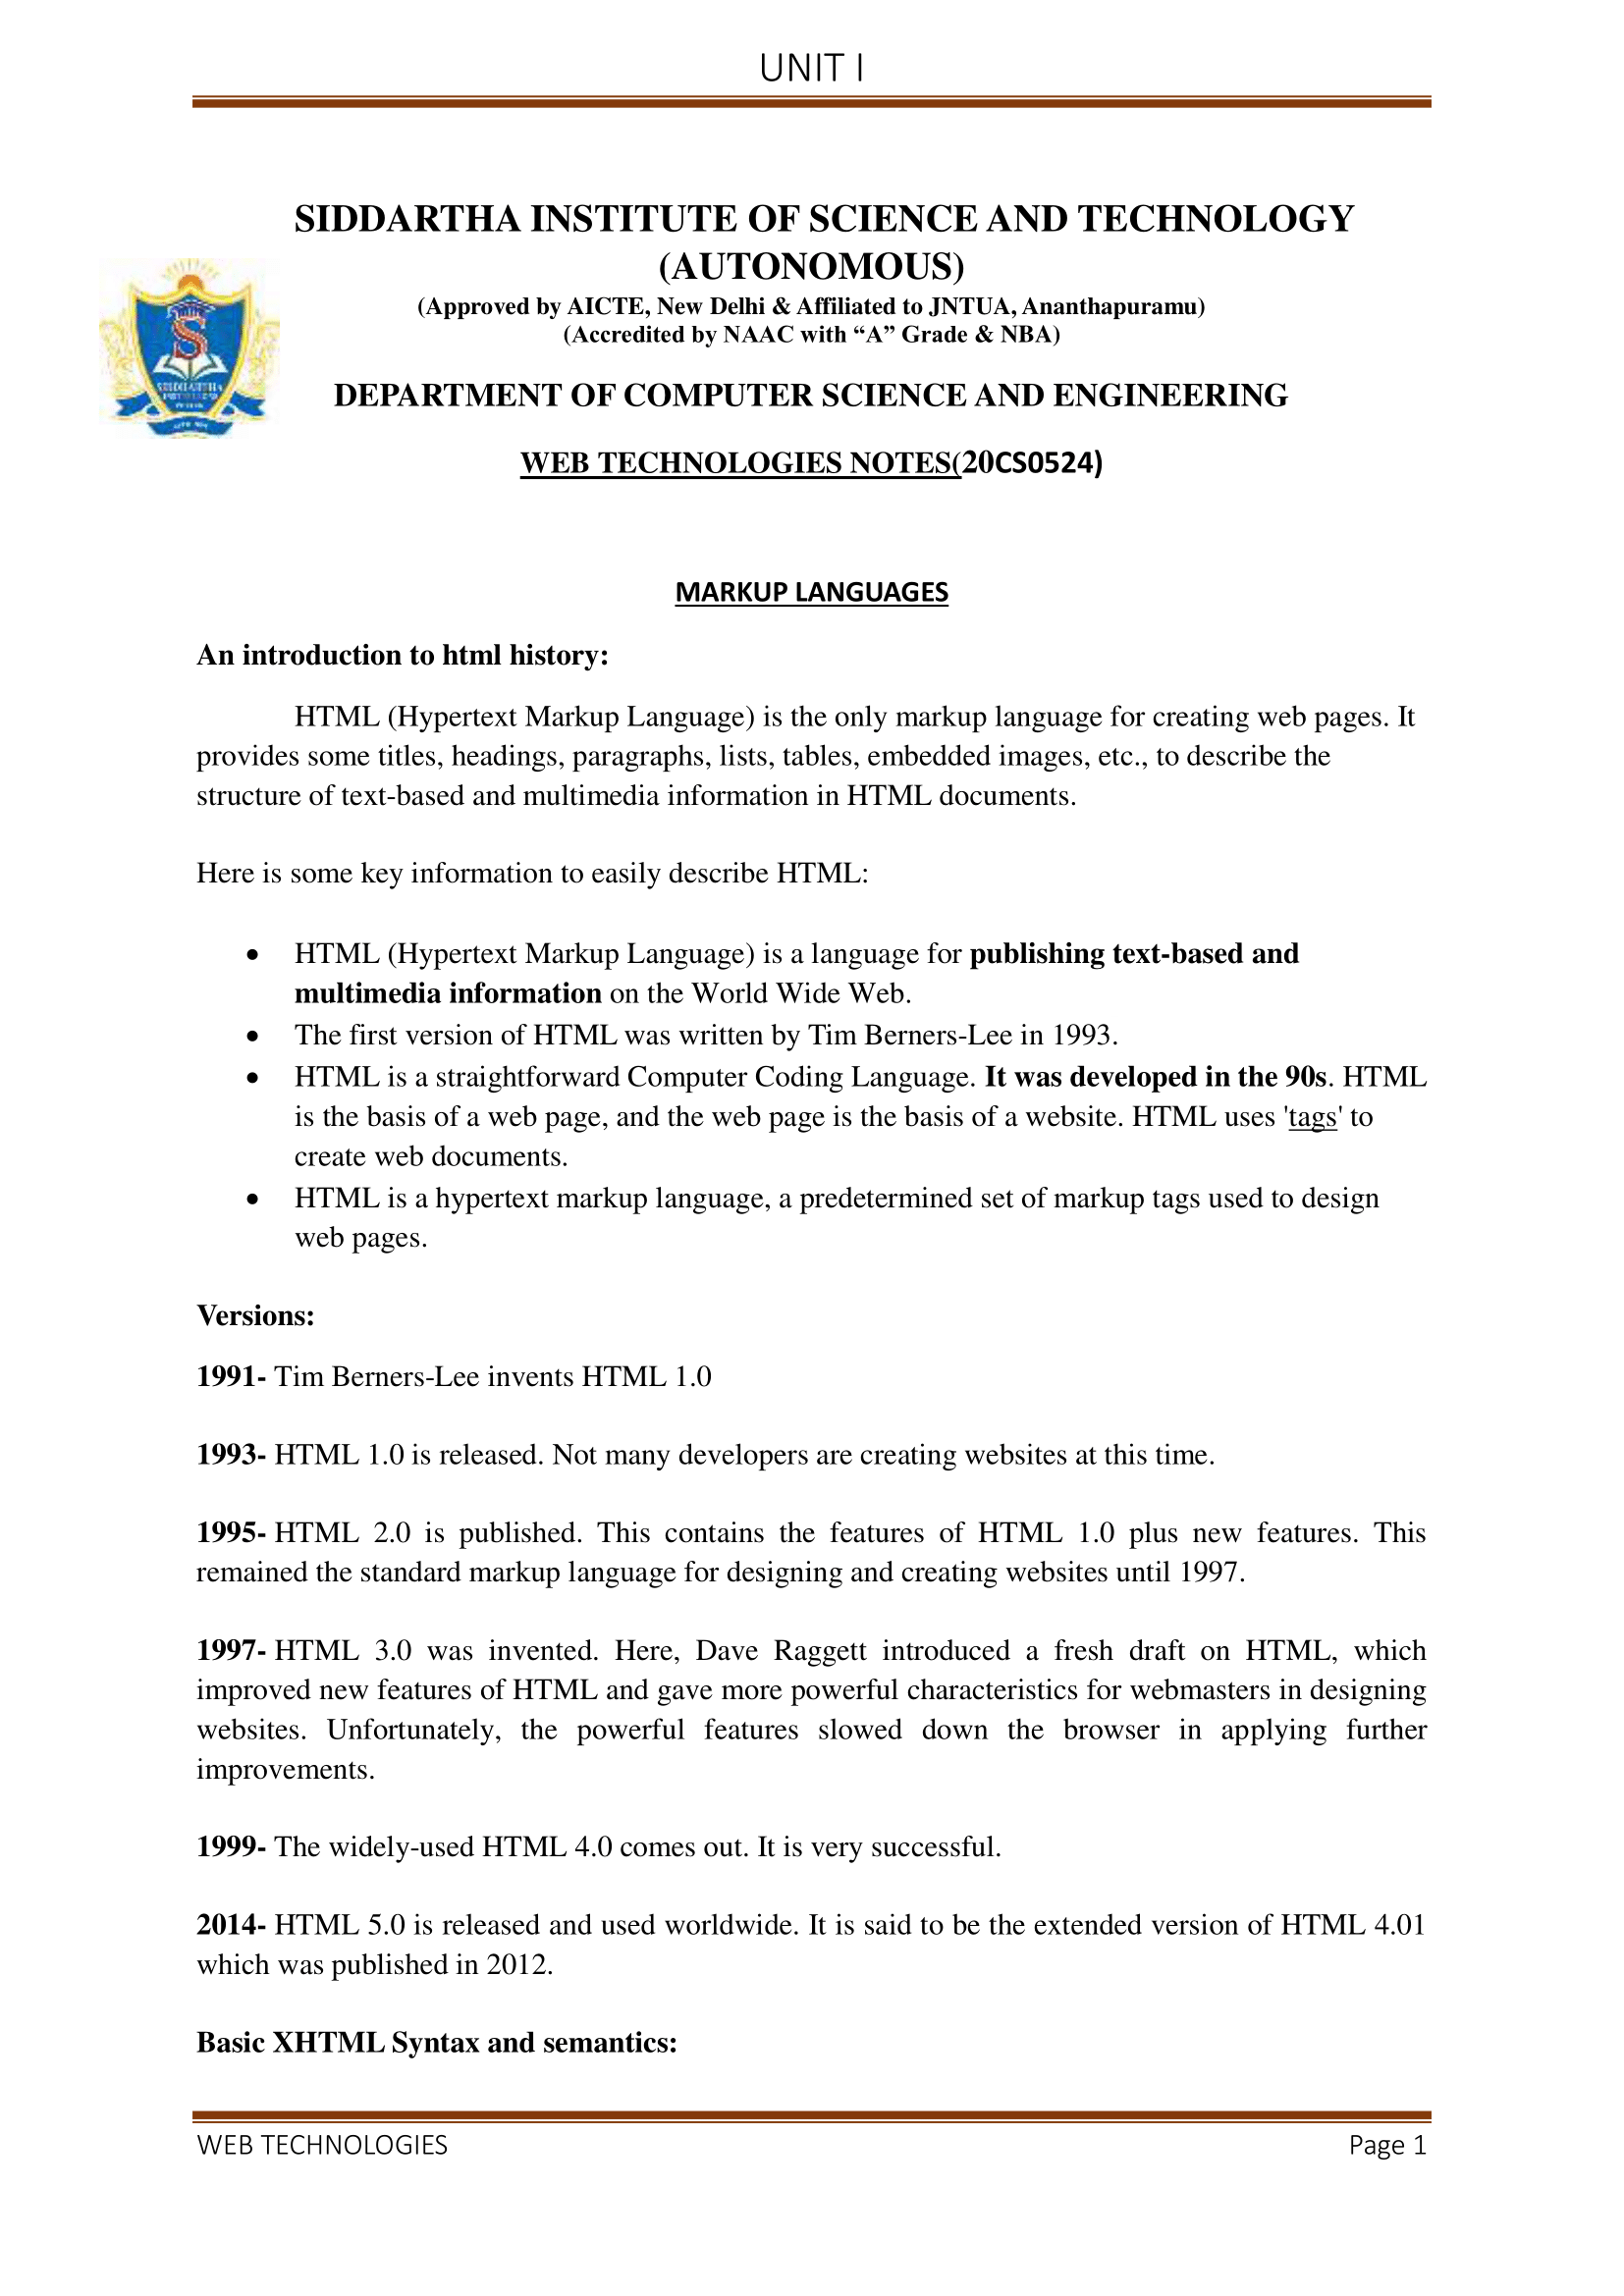 UNIT I
SIDDARTHA INSTITUTE OF SCIENCE AND TECHNOLOGY
(AUTONOMOUS)
(Approved by AICTE, New Delhi & Affiliated to JNTUA, Ananthapuramu)
(Accredited by NAAC with “A” Grade & NBA)
S
SIDDHARTHA
DEPARTMENT OF COMPUTER SCIENCE AND ENGINEERING
WEB TECHNOLOGIES NOTES(20CS0524)
MARKUP LANGUAGES
An introduction to html history:
HTML (Hypertext Markup Language) is the only markup language for creating web pages. It
provides some titles, headings, paragraphs, lists, tables, embedded images, etc., to describe the
structure of text-based and multimedia information in HTML documents.
Here is some key information to easily describe HTML:
• HTML (Hypertext Markup Language) is a language for publishing text-based and
multimedia information on the World Wide Web.
• The first version of HTML was written by Tim Berners-Lee in 1993.
• HTML is a straightforward Computer Coding Language. It was developed in the 90s. HTML
is the basis of a web page, and the web page is the basis of a website. HTML uses 'tags' to
create web documents.
• HTML is a hypertext markup language, a predetermined set of markup tags used to design
web pages.
Versions:
1991- Tim Berners-Lee invents HTML 1.0
1993- HTML 1.0 is released. Not many developers are creating websites at this time.
1995- HTML 2.0 is published. This contains the features of HTML 1.0 plus new features. This
remained the standard markup language for designing and creating websites until 1997.
1997- HTML 3.0 was invented. Here, Dave Raggett introduced a fresh draft on HTML, which
improved new features of HTML and gave more powerful characteristics for webmasters in designing
websites. Unfortunately, the powerful features slowed down the browser in applying further
improvements.
1999- The widely-used HTML 4.0 comes out. It is very successful.
2014- HTML 5.0 is released and used worldwide. It is said to be the extended version of HTML 4.01
which was published in 2012.
Basic XHTML Syntax and semantics:
WEB TECHNOLOGIES Page 1